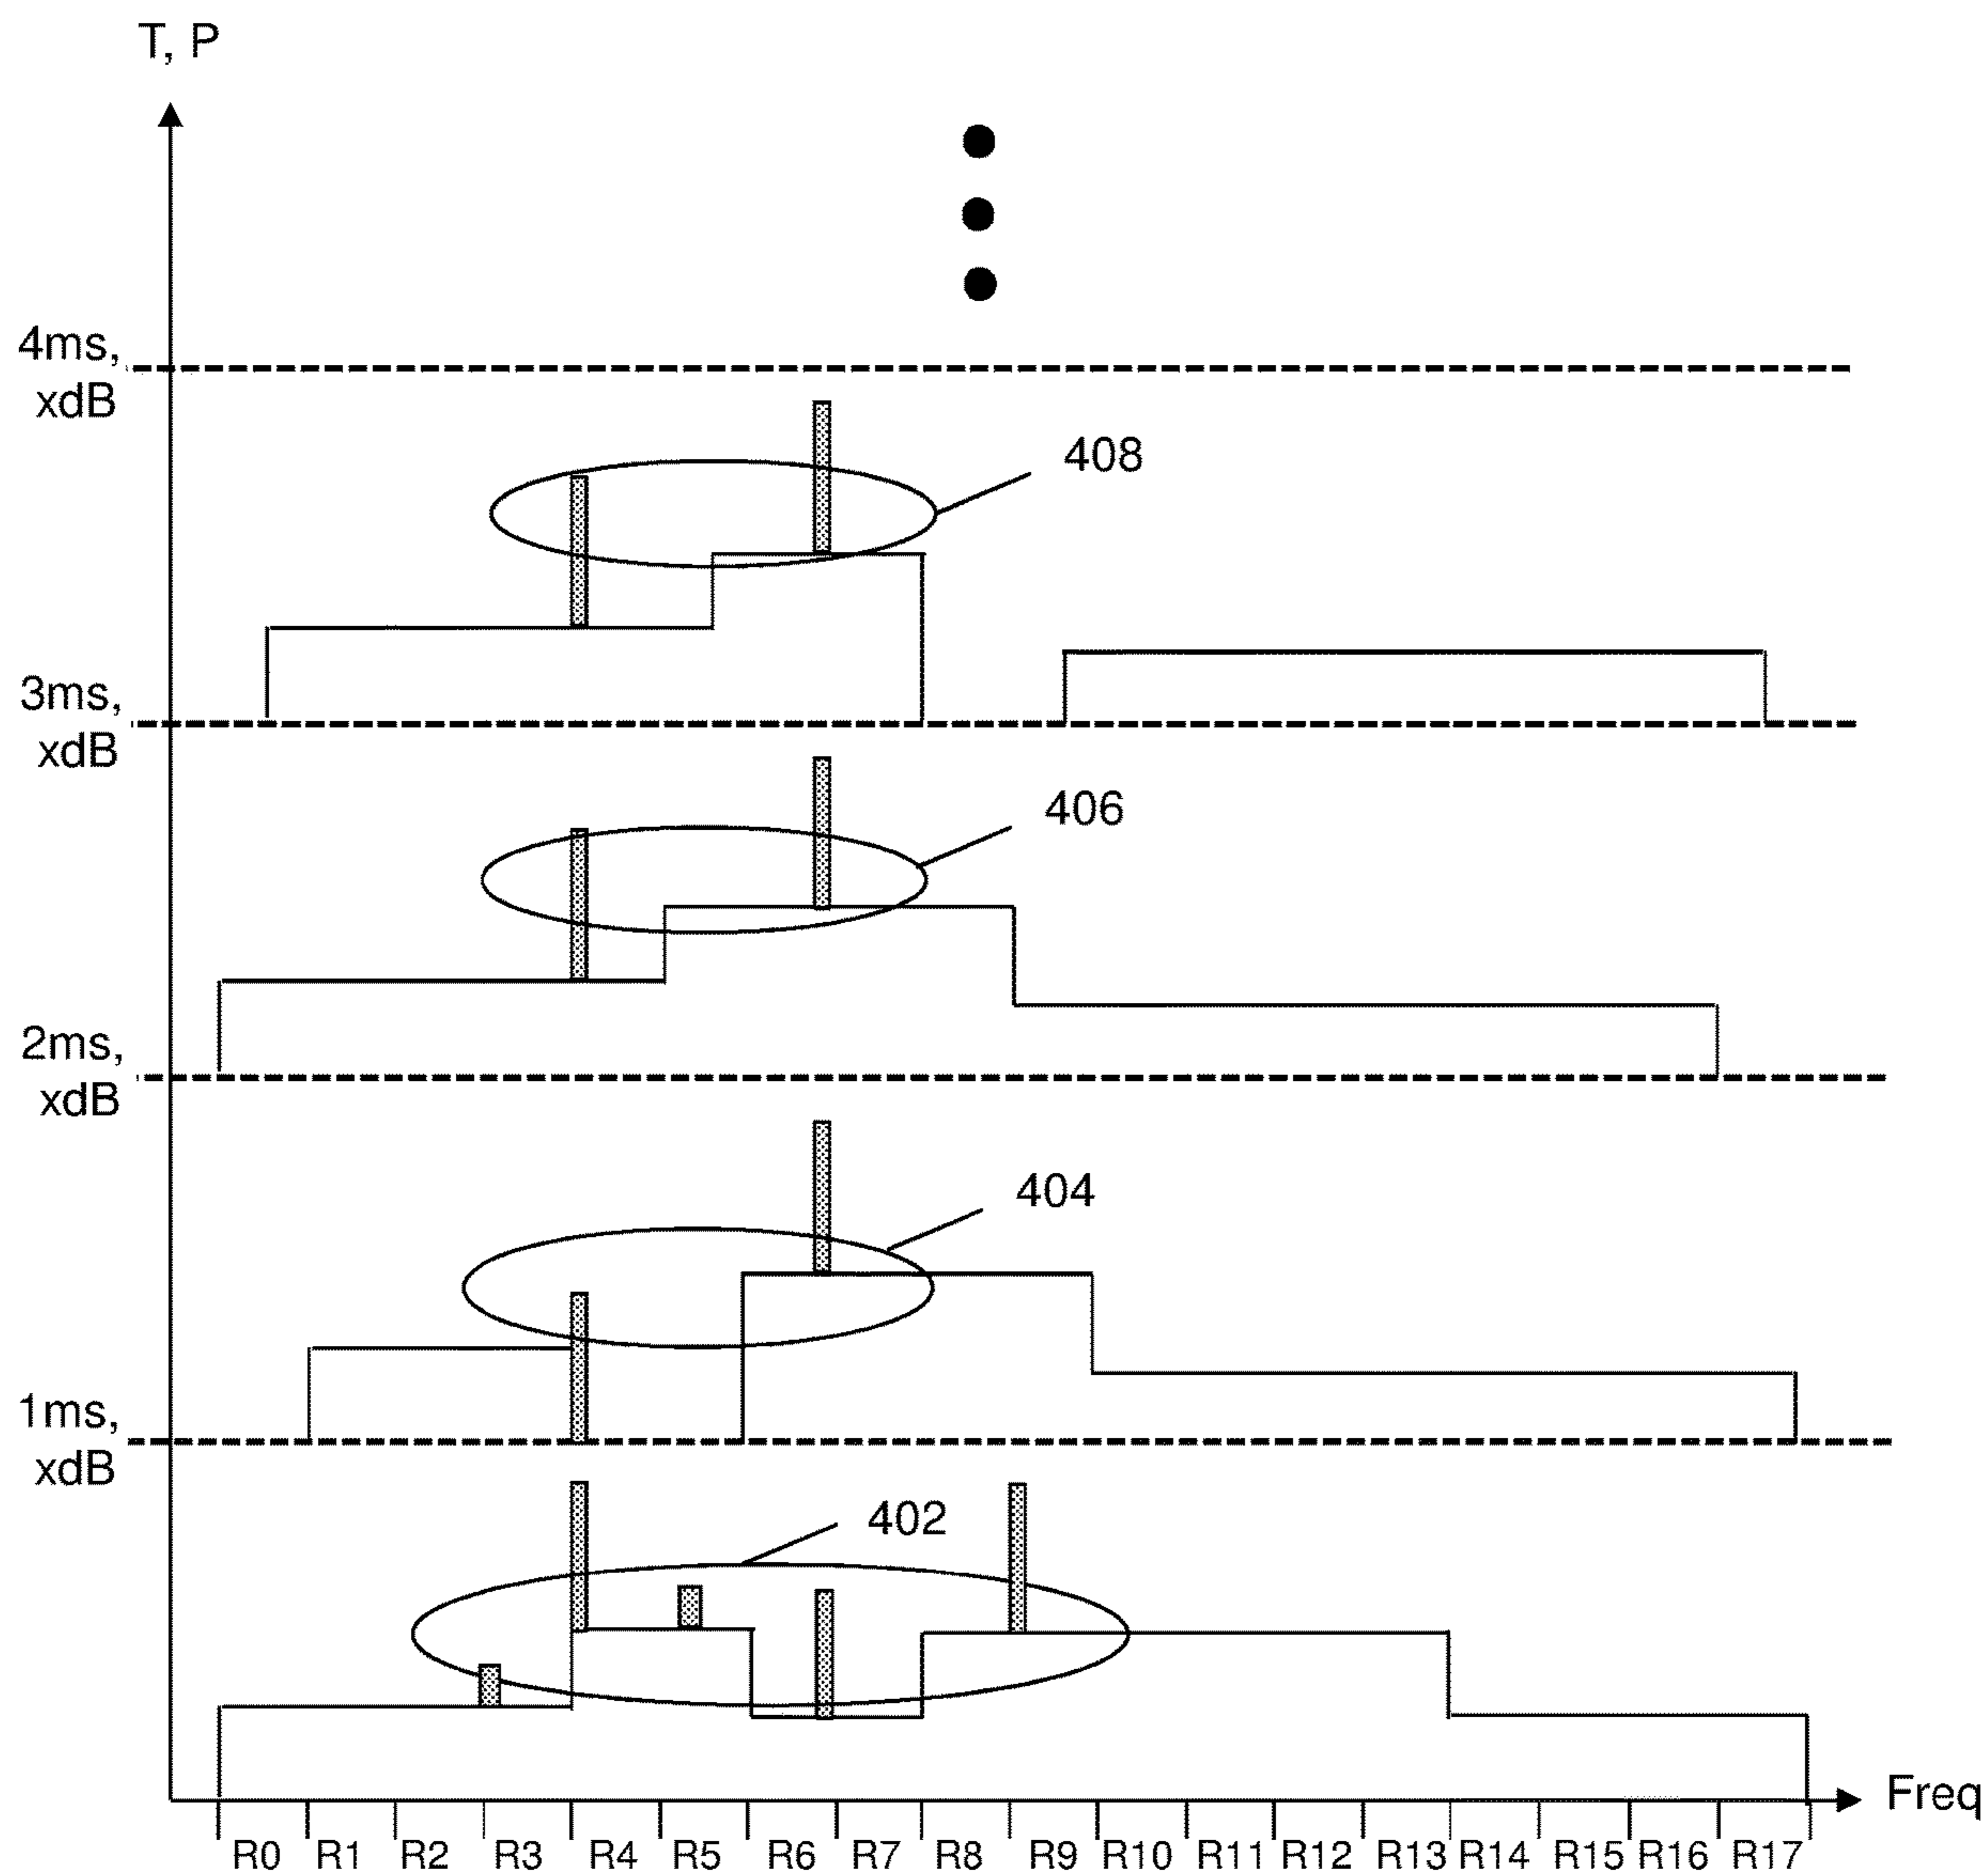 T, P
4ms,
xdB
408
3ms,
xdB
406
2ms,
xdB
404
1ms,
xdB
402
Freq
R0 R1 R2 R3 R4 R5 R6 R7 R8 R9 R10 R11 R12 R13 R14 R15 R16 R17